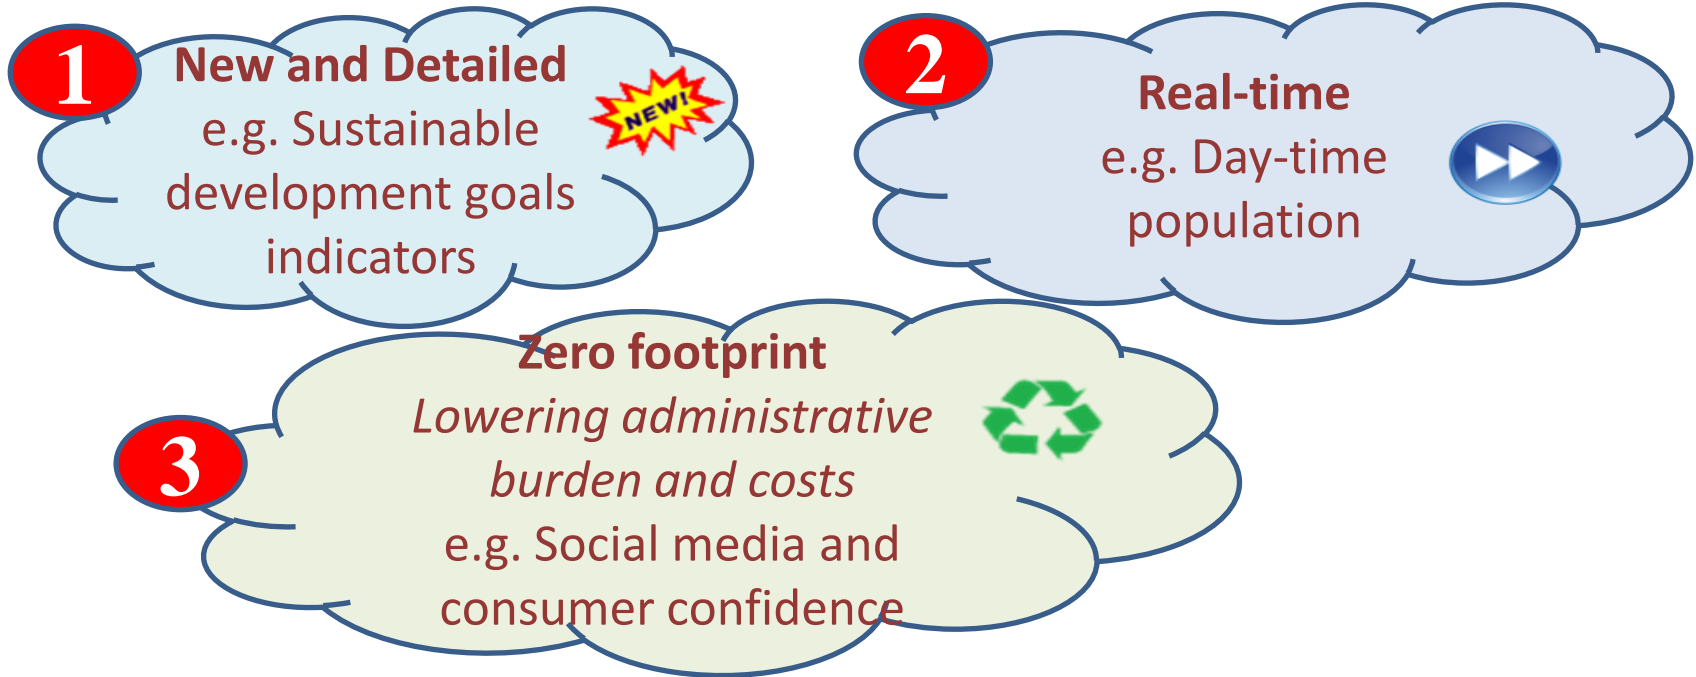 1
New and Detailed
e.g. Sustainable
development goals
indicators
NEW!
2
Real-time
e.g. Day-time
population
3
Zero footprint
Lowering administrative
burden and costs
e.g. Social media and
consumer confidence